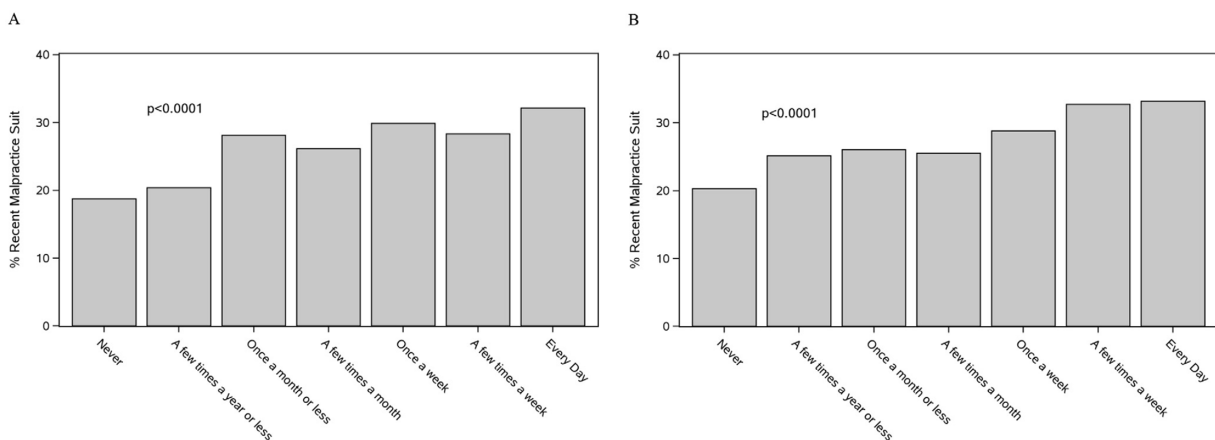 A
% Recent Malpractice Suit
40
30
20
10
0
p<0.0001
Never
A few times a year or less
Once a month or less
A few times a month
Once a week
A few times a week
Every Day
B
% Recent Malpractice Suit
40
30
20
10
0
p<0.0001
Never
A few times a year or less
Once a month or less
A few times a month
Once a week
A few times a week
Every Day